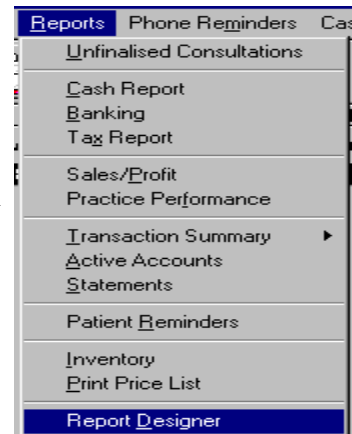 Reports Phone Reminders Cas
Unfinalised Consultations
Cash Report
Banking
Tax Report
Sales/Profit
Practice Performance
Transaction Summary
Active Accounts
Statements
Patient Reminders
Inventory
Print Price List
Report Designer